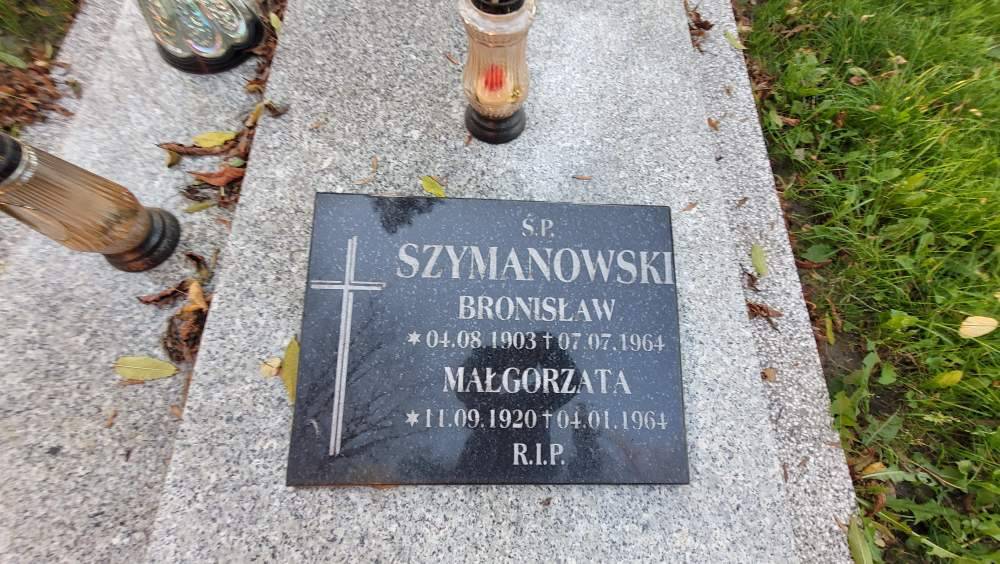 Ś.P.
SZYMANOWSKI
BRONISŁAW
*04.08.1903 † 07.07.1964
MAŁGORZATA
*11.09.1920 † 04.01.1964
R.I.P.